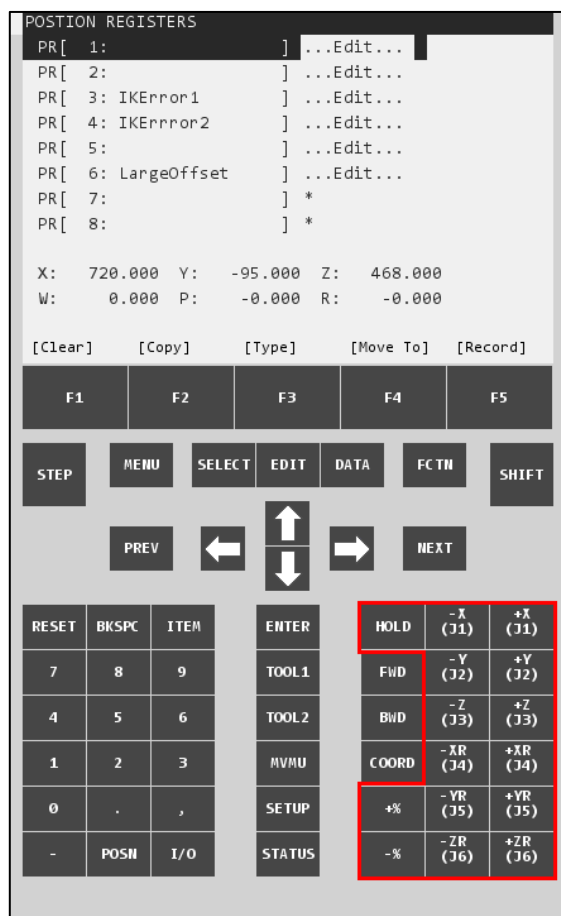 POSTION REGISTERS
PR[ 1: ] ...Edit...
PR[ 2: ] ...Edit...
PR[ 3: IKError1 ] ...Edit...
PR[ 4: IKErrror2 ] ...Edit...
PR[ 5: ] ...Edit...
PR[ 6: LargeOffset ] ...Edit...
PR[ 7: ] *
PR[ 8: ] *
X: 720.000 Y: -95.000 Z: 468.000
W: 0.000 P: -0.000 R: -0.000
[Clear] [Copy] [Type] [Move To] [Record]
F1 F2 F3 F4 F5
STEP MENU SELECT EDIT DATA FCTN SHIFT
PREV NEXT
RESET BKSPC ITEM ENTER HOLD -X (J1) +X (J1)
7 8 9 TOOL1 FWD -Y (J2) +Y (J2)
4 5 6 TOOL2 BWD -Z (J3) +Z (J3)
1 2 3 MVMU COORD -XR (J4) +XR (J4)
0 . , SETUP +% -YR (J5) +YR (J5)
- POSN I/O STATUS -% -ZR (J6) +ZR (J6)